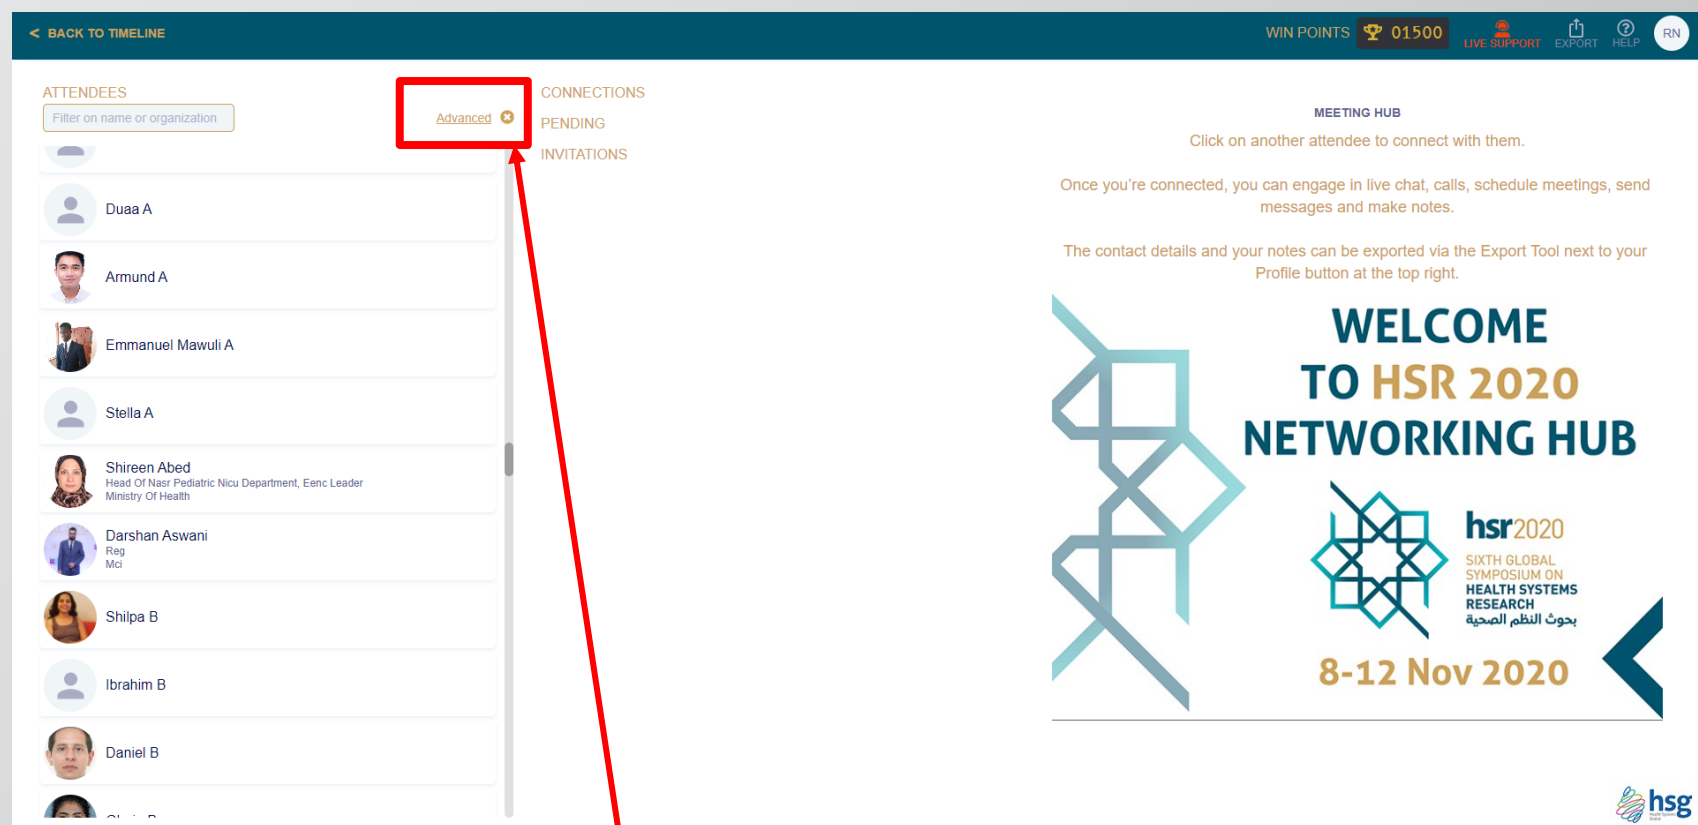 < BACK TO TIMELINE
WIN POINTS 01500
LIVE SUPPORT
EXPORT
HELP
RN
ATTENDEES
Filter on name or organization
Advanced
Duaa A
Armund A
Emmanuel Mawuli A
Stella A
Shireen Abed
Head Of Nasr Pediatric Nicu Department, Eenc Leader
Ministry Of Health
Darshan Aswani
Reg
Mci
Shilpa B
Ibrahim B
Daniel B
CONNECTIONS
PENDING
INVITATIONS
MEETING HUB
Click on another attendee to connect with them.
Once you're connected, you can engage in live chat, calls, schedule meetings, send
messages and make notes.
The contact details and your notes can be exported via the Export Tool next to your
Profile button at the top right.
WELCOME
TO HSR 2020
NETWORKING HUB
hsr2020
SIXTH GLOBAL
SYMPOSIUM ON
HEALTH SYSTEMS
RESEARCH
بحوث النظم الصحية
8-12 Nov 2020
hsg